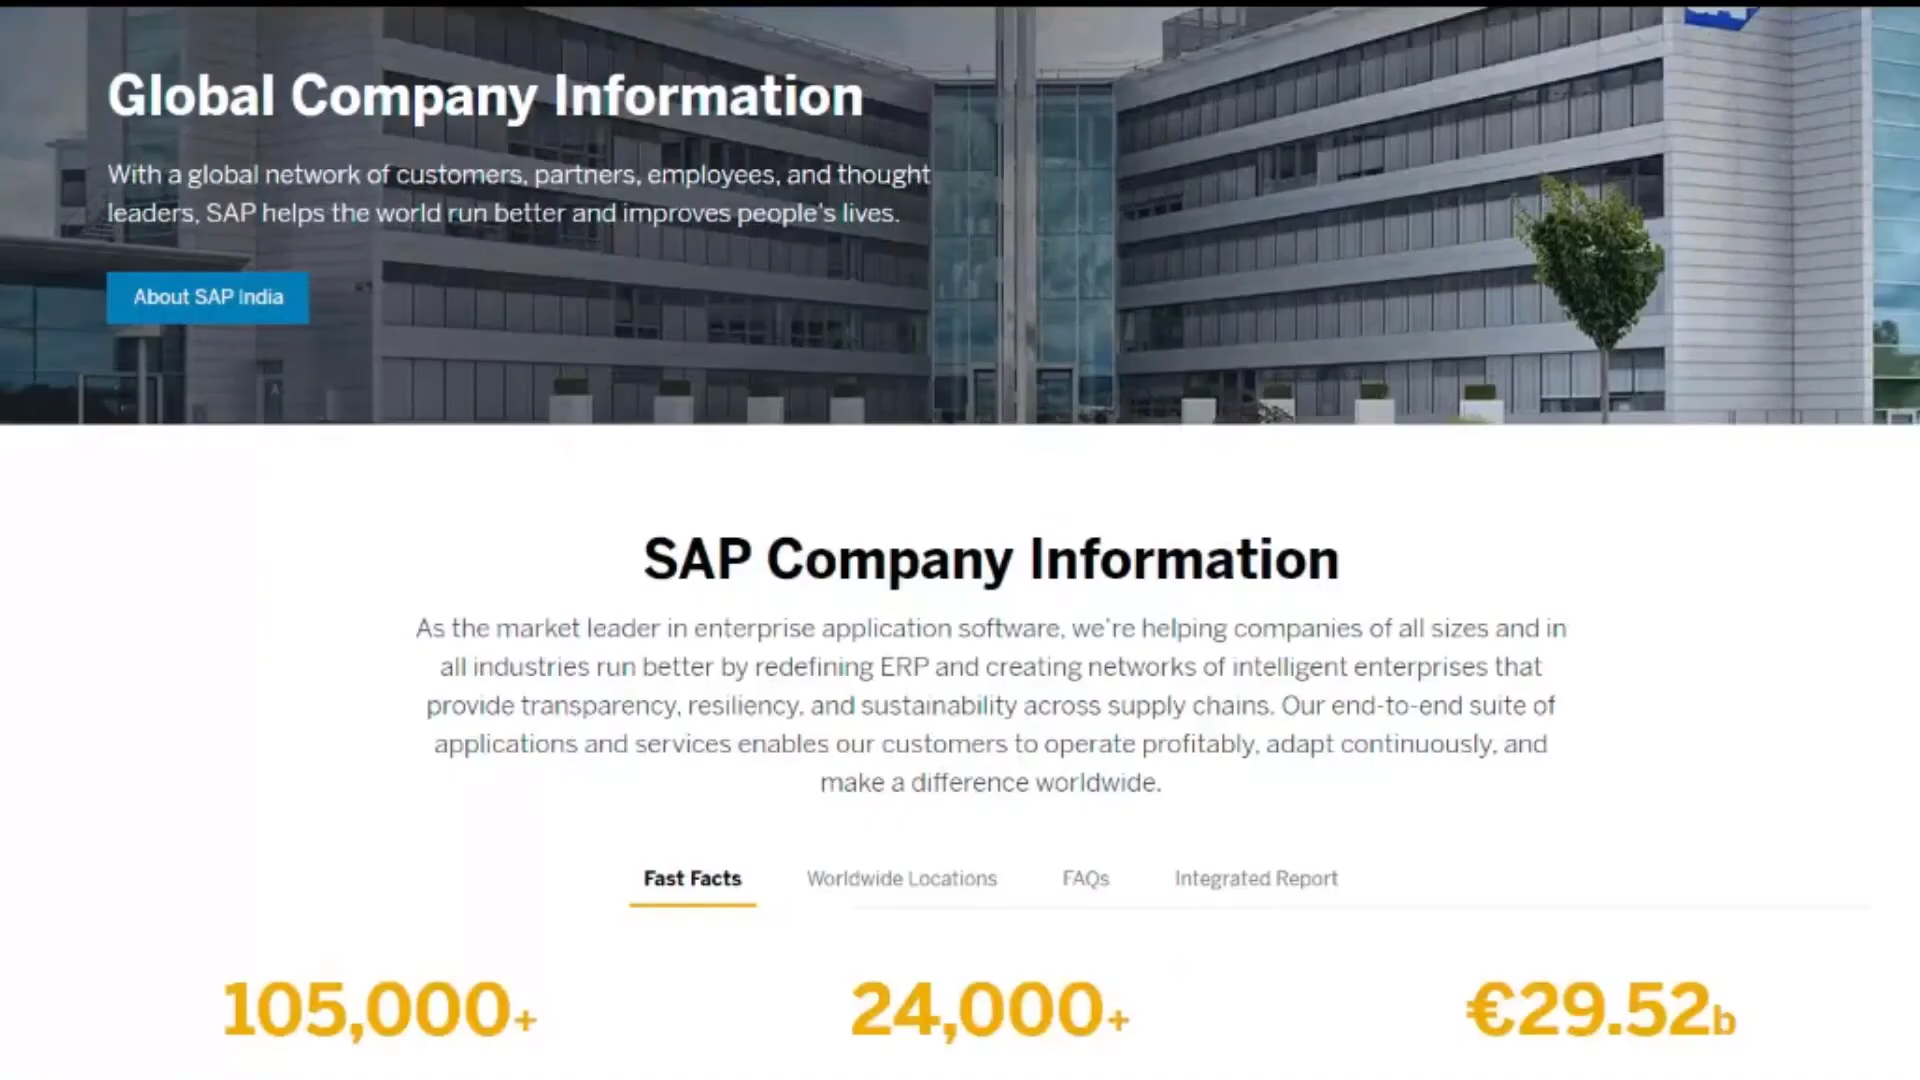 Global Company Information
With a global network of customers, partners, employees, and thought
leaders, SAP helps the world run better and improves people's lives.
About SAP India
SAP Company Information
As the market leader in enterprise application software, we're helping companies of all sizes and in
all industries run better by redefining ERP and creating networks of intelligent enterprises that
provide transparency, resiliency, and sustainability across supply chains. Our end-to-end suite of
applications and services enables our customers to operate profitably, adapt continuously, and
make a difference worldwide.
Fast Facts Worldwide Locations FAQs Integrated Report
105,000+ 24,000+ €29.52b